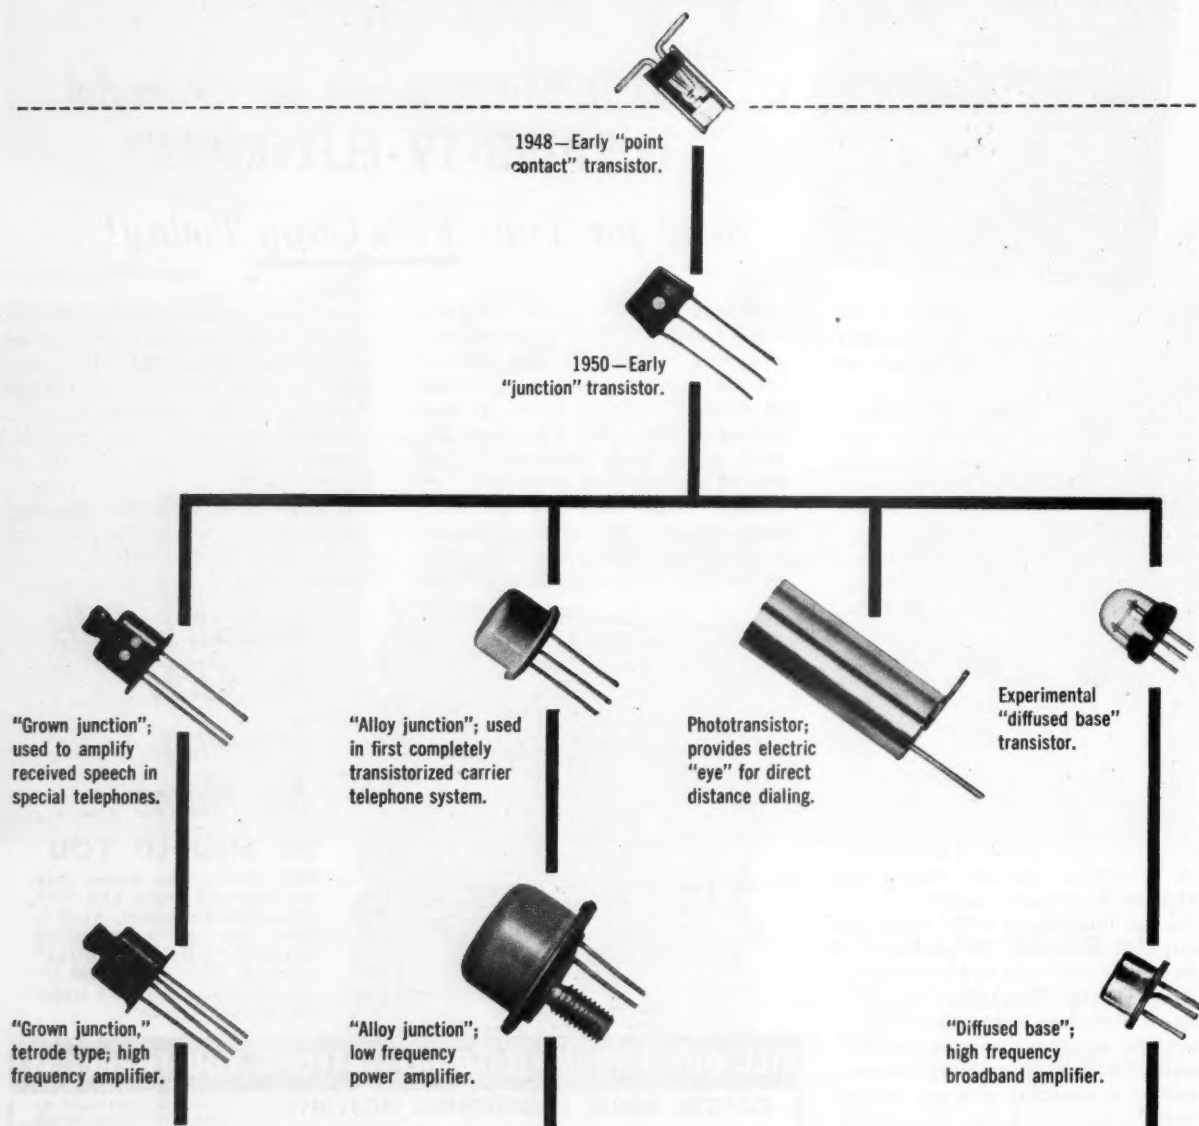 1948—Early “point
contact” transistor.
1950—Early
“junction” transistor.
“Grown junction”;
used to amplify
received speech in
special telephones.
“Alloy junction”; used
in first completely
transistorized carrier
telephone system.
Phototransistor;
provides electric
“eye” for direct
distance dialing.
Experimental
“diffused base”
transistor.
“Grown junction,”
tetrode type; high
frequency amplifier.
“Alloy junction”;
low frequency
power amplifier.
“Diffused base”;
high frequency
broadband amplifier.